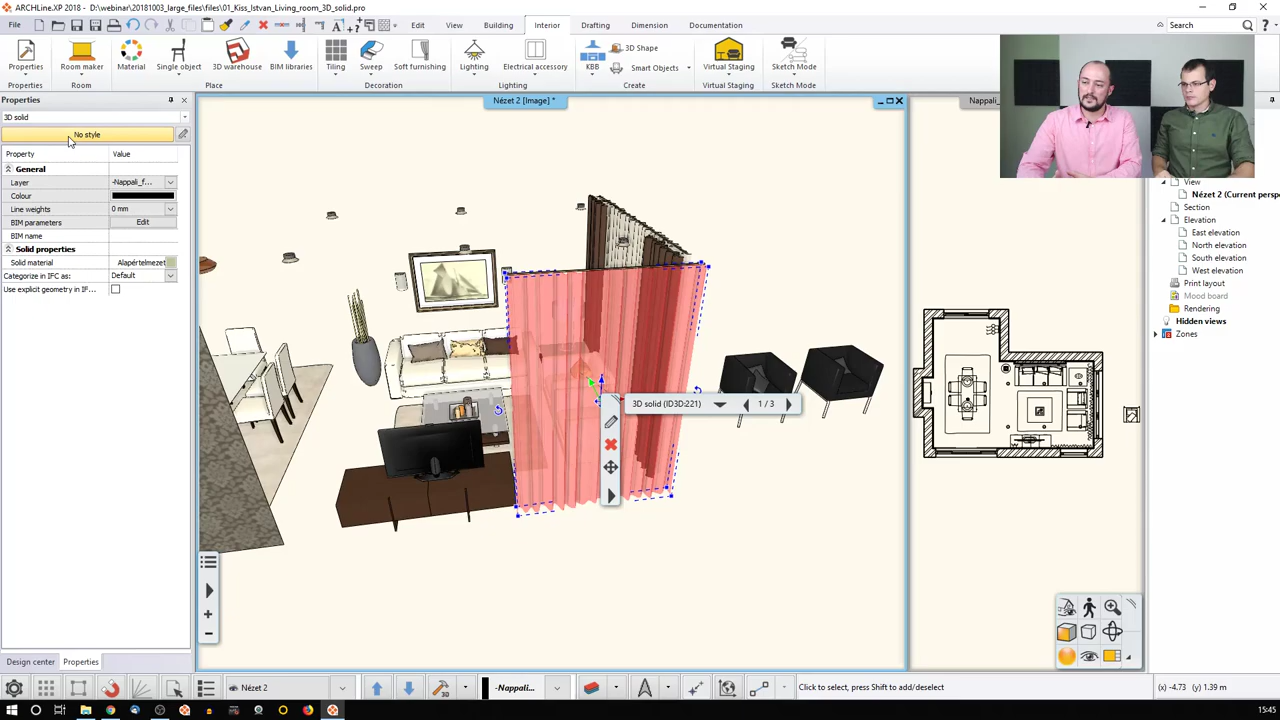 ARCHLine.XP 2018 - D:\webinar\20181003_large_files\files\01_Kiss_Istvan_Living_room_3D_solid.pro
File
Edit View Building Interior Drafting Dimension Documentation Search
Properties Room maker Material Single object 3D warehouse BIM libraries Tiling Sweep Soft furnishing Lighting Electrical accessory KBB 3D Shape Smart Objects Virtual Staging Sketch Mode
Properties Room Place Decoration Lighting Create Virtual Staging Sketch Mode
Properties
Nézet 2 [Image] *
3D solid
No style
Property Value
General
Layer -Nappali_f...
Colour
Line weights 0 mm
BIM parameters Edit
BIM name
Solid properties
Solid material Alapértelmezet
Categorize in IFC as: Default
Use explicit geometry in IF...
3D solid (ID3D:221) 1 / 3
View
Nézet 2 (Current persp
Section
Elevation
East elevation
North elevation
South elevation
West elevation
Print layout
Mood board
Rendering
Hidden views
Zones
Design center Properties
Nézet 2
-Nappali...
Click to select, press Shift to add/deselect
(x) -4.73 (y) 1.39 m
15:45